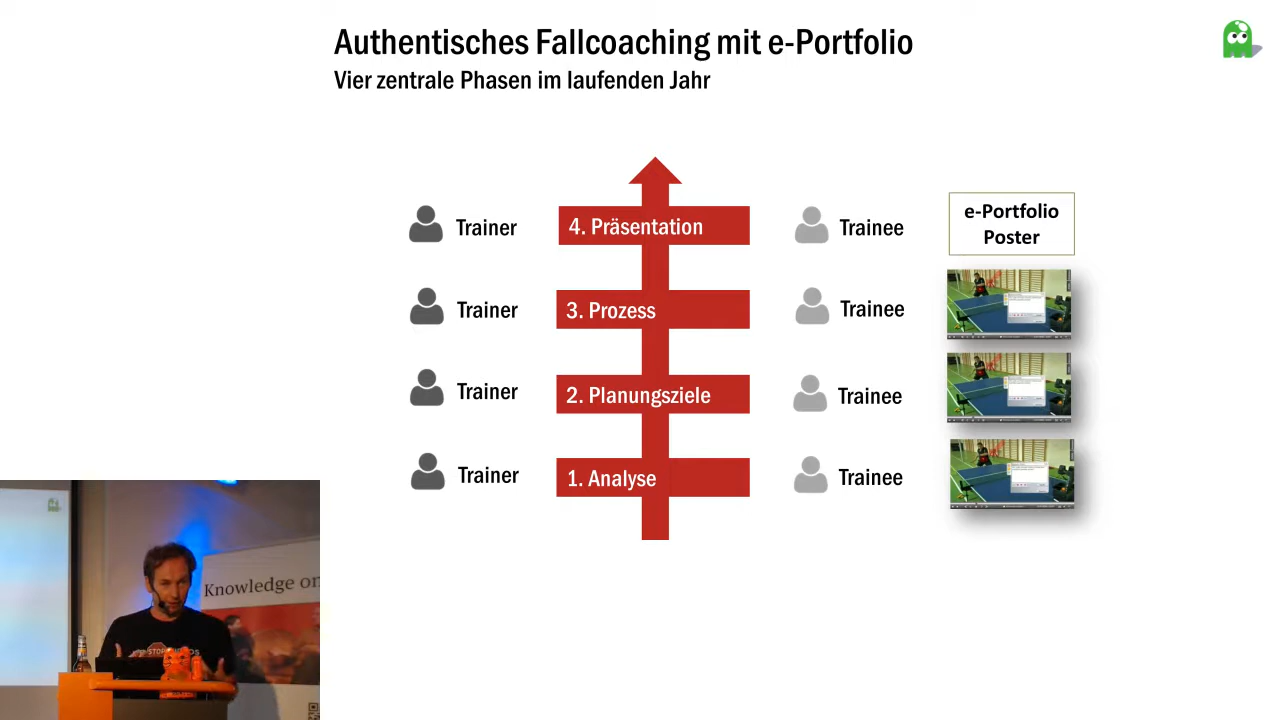 Authentisches Fallcoaching mit e-Portfolio
Vier zentrale Phasen im laufenden Jahr
Trainer
4. Präsentation
Trainee
e-Portfolio
Poster
Trainer
3. Prozess
Trainee
Trainer
2. Planungsziele
Trainee
Trainer
1. Analyse
Trainee
Knowledge on